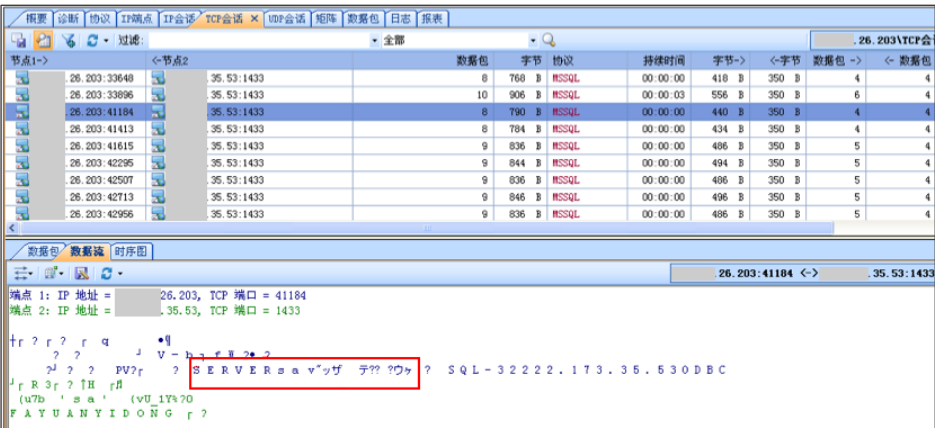 概要 诊断 协议 IP端点 IP会话 TCP会话 × UDP会话 矩阵 数据包 日志 报表
过滤: 全部 .26.203\TCP会
节点1-> <-节点2 数据包 字节 协议 持续时间 字节-> <-字节 数据包 -> <- 数据包
.26.203:33648 .35.53:1433 8 768 B MSSQL 00:00:00 418 B 350 B 4 4
.26.203:33896 .35.53:1433 10 906 B MSSQL 00:00:03 556 B 350 B 6 4
.26.203:41184 .35.53:1433 8 790 B MSSQL 00:00:00 440 B 350 B 4 4
.26.203:41413 .35.53:1433 8 784 B MSSQL 00:00:00 434 B 350 B 4 4
.26.203:41615 .35.53:1433 9 836 B MSSQL 00:00:00 486 B 350 B 5 4
.26.203:42295 .35.53:1433 9 844 B MSSQL 00:00:00 494 B 350 B 5 4
.26.203:42507 .35.53:1433 9 836 B MSSQL 00:00:00 486 B 350 B 5 4
.26.203:42713 .35.53:1433 9 846 B MSSQL 00:00:00 496 B 350 B 5 4
.26.203:42956 .35.53:1433 9 836 B MSSQL 00:00:00 486 B 350 B 5 4
数据包 数据流 时序图
.26.203:41184 <-> .35.53:1433
端点 1: IP 地址 = 26.203, TCP 端口 = 41184
端点 2: IP 地址 = .35.53, TCP 端口 = 1433
? ? q
? ? V - b
? ? PV? ? S E R V E R s a v ? S Q L - 3 2 2 2 2 . 1 7 3 . 3 5 . 5 3 0 D B C
R 3 ? H
(u7b ' s a ' (vU_1Y%?O
F A Y U A N Y I D O N G ?